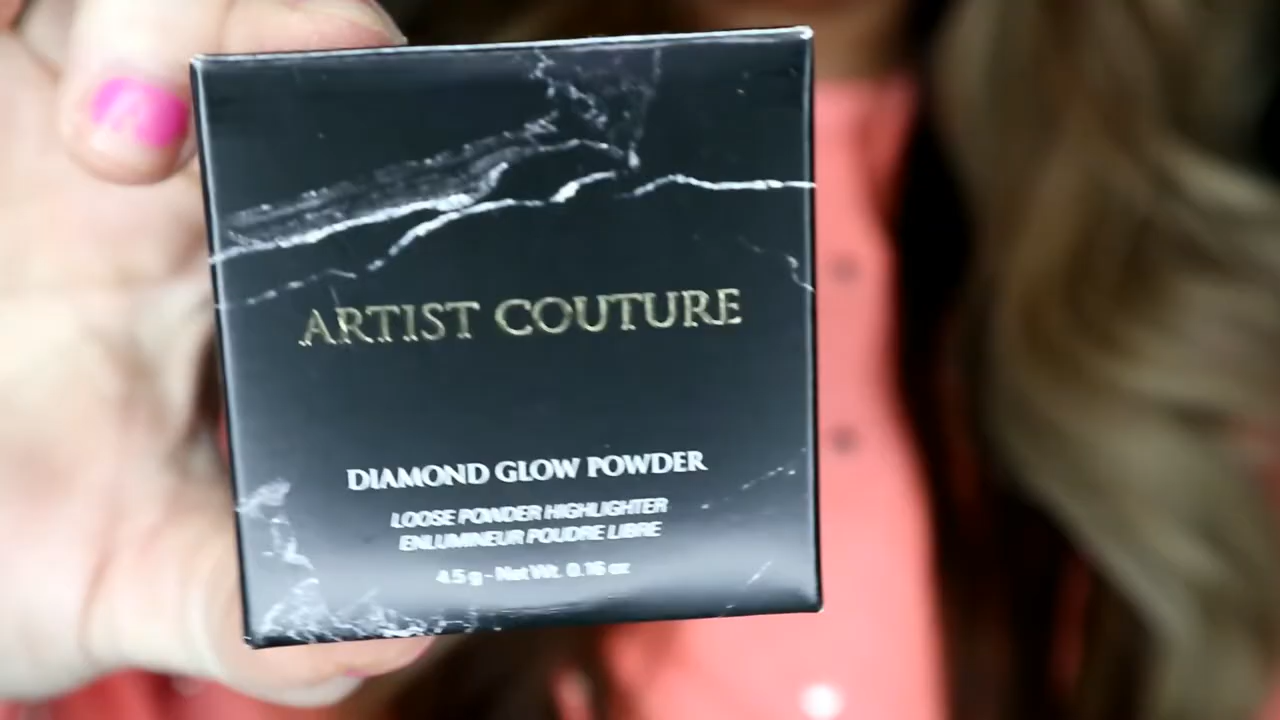 ARTIST COUTURE
DIAMOND GLOW POWDER
LOOSE POWDER HIGHLIGHTER
ENLUMINEUR POUDRE LIBRE
4.5 g - Net Wt. 0.16 oz